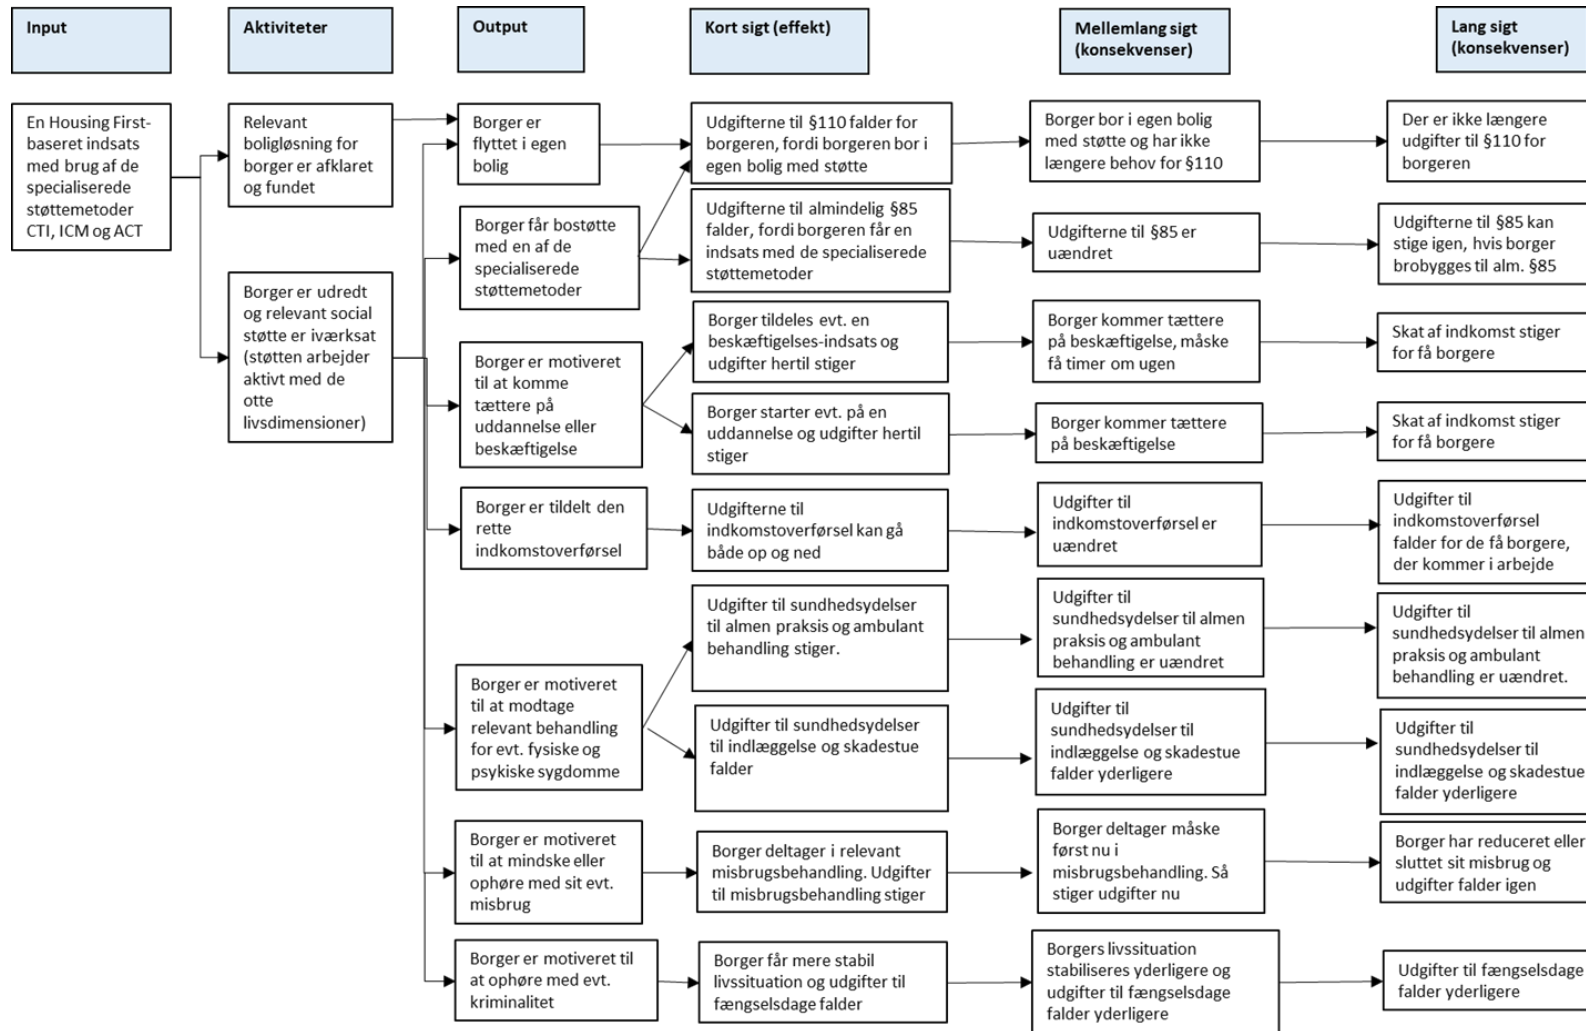 Input
Aktiviteter
Output
Kort sigt (effekt)
Mellemlang sigt
(konsekvenser)
Lang sigt
(konsekvenser)
En Housing First-
baseret indsats
med brug af de
specialiserede
støttemetoder
CTI, ICM og ACT
Relevant
boligløsning for
borger er afklaret
og fundet
Borger er udredt
og relevant social
støtte er iværksat
(støtten arbejder
aktivt med de
otte
livsdimensioner)
Borger er
flyttet i egen
bolig
Udgifterne til §110 falder for
borgeren, fordi borgeren bor i
egen bolig med støtte
Borger bor i egen bolig
med støtte og har ikke
længere behov for §110
Der er ikke længere
udgifter til §110 for
borgeren
Borger får bostøtte
med en af de
specialiserede
støttemetoder
Udgifterne til almindelig §85
falder, fordi borgeren får en
indsats med de specialiserede
støttemetoder
Udgifterne til §85 er
uændret
Udgifterne til §85 kan
stige igen, hvis borger
brobygges til alm. §85
Borger er motiveret
til at komme
tættere på
uddannelse eller
beskæftigelse
Borger tildeles evt. en
beskæftigelses-indsats og
udgifter hertil stiger
Borger kommer tættere
på beskæftigelse, måske
få timer om ugen
Skat af indkomst stiger
for få borgere
Borger starter evt. på en
uddannelse og udgifter hertil
stiger
Borger kommer tættere
på beskæftigelse
Skat af indkomst stiger
for få borgere
Borger er tildelt den
rette
indkomstoverførsel
Udgifterne til
indkomstoverførsel kan gå
både op og ned
Udgifter til
indkomstoverførsel er
uændret
Udgifter til
indkomstoverførsel
falder for de få borgere,
der kommer i arbejde
Borger er motiveret
til at modtage
relevant behandling
for evt. fysiske og
psykiske sygdomme
Udgifter til sundhedsydelser
til almen praksis og ambulant
behandling stiger.
Udgifter til
sundhedsydelser til almen
praksis og ambulant
behandling er uændret
Udgifter til
sundhedsydelser til almen
praksis og ambulant
behandling er uændret.
Udgifter til sundhedsydelser
til indlæggelse og skadestue
falder
Udgifter til
sundhedsydelser til
indlæggelse og skadestue
falder yderligere
Udgifter til
sundhedsydelser til
indlæggelse og skadestue
falder yderligere
Borger er motiveret
til at mindske eller
ophøre med sit evt.
misbrug
Borger deltager i relevant
misbrugsbehandling. Udgifter
til misbrugsbehandling stiger
Borger deltager måske
først nu i
misbrugsbehandling. Så
stiger udgifter nu
Borger har reduceret eller
sluttet sit misbrug og
udgifter falder igen
Borger er motiveret til
at ophøre med evt.
kriminalitet
Borger får mere stabil
livssituation og udgifter til
fængselsdage falder
Borgers livssituation
stabiliseres yderligere og
udgifter til fængselsdage
falder yderligere
Udgifter til fængselsdage
falder yderligere